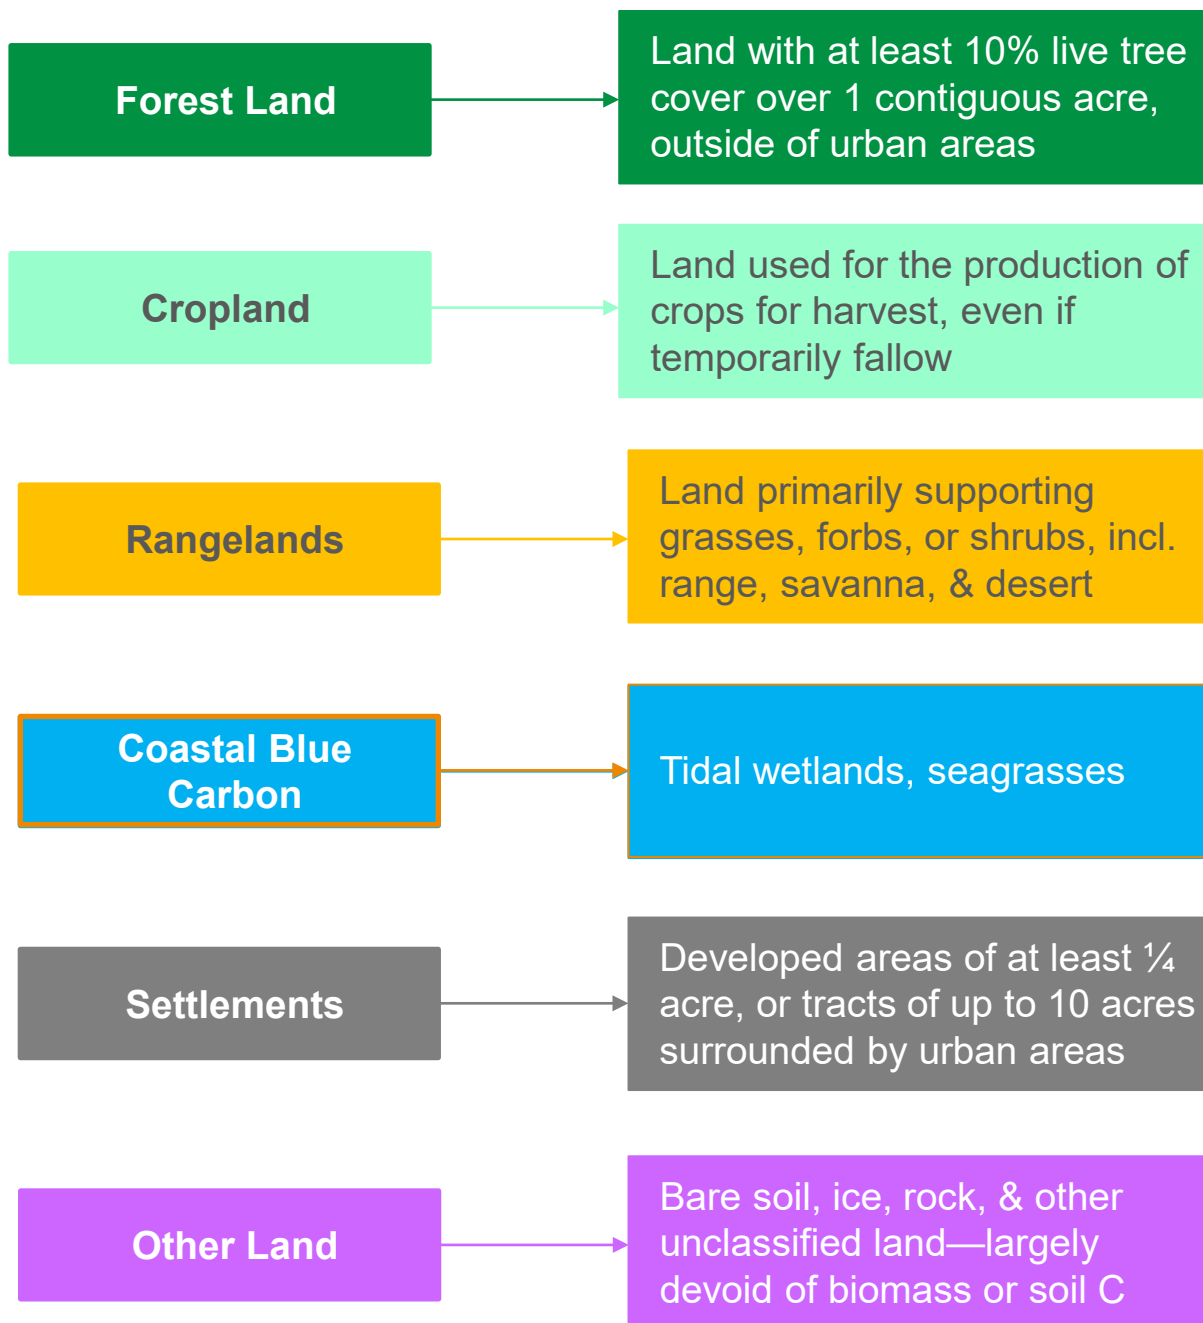 Forest Land
Land with at least 10% live tree
cover over 1 contiguous acre,
outside of urban areas
Cropland
Land used for the production of
crops for harvest, even if
temporarily fallow
Rangelands
Land primarily supporting
grasses, forbs, or shrubs, incl.
range, savanna, & desert
Coastal Blue
Carbon
Tidal wetlands, seagrasses
Settlements
Developed areas of at least ¼
acre, or tracts of up to 10 acres
surrounded by urban areas
Other Land
Bare soil, ice, rock, & other
unclassified land—largely
devoid of biomass or soil C